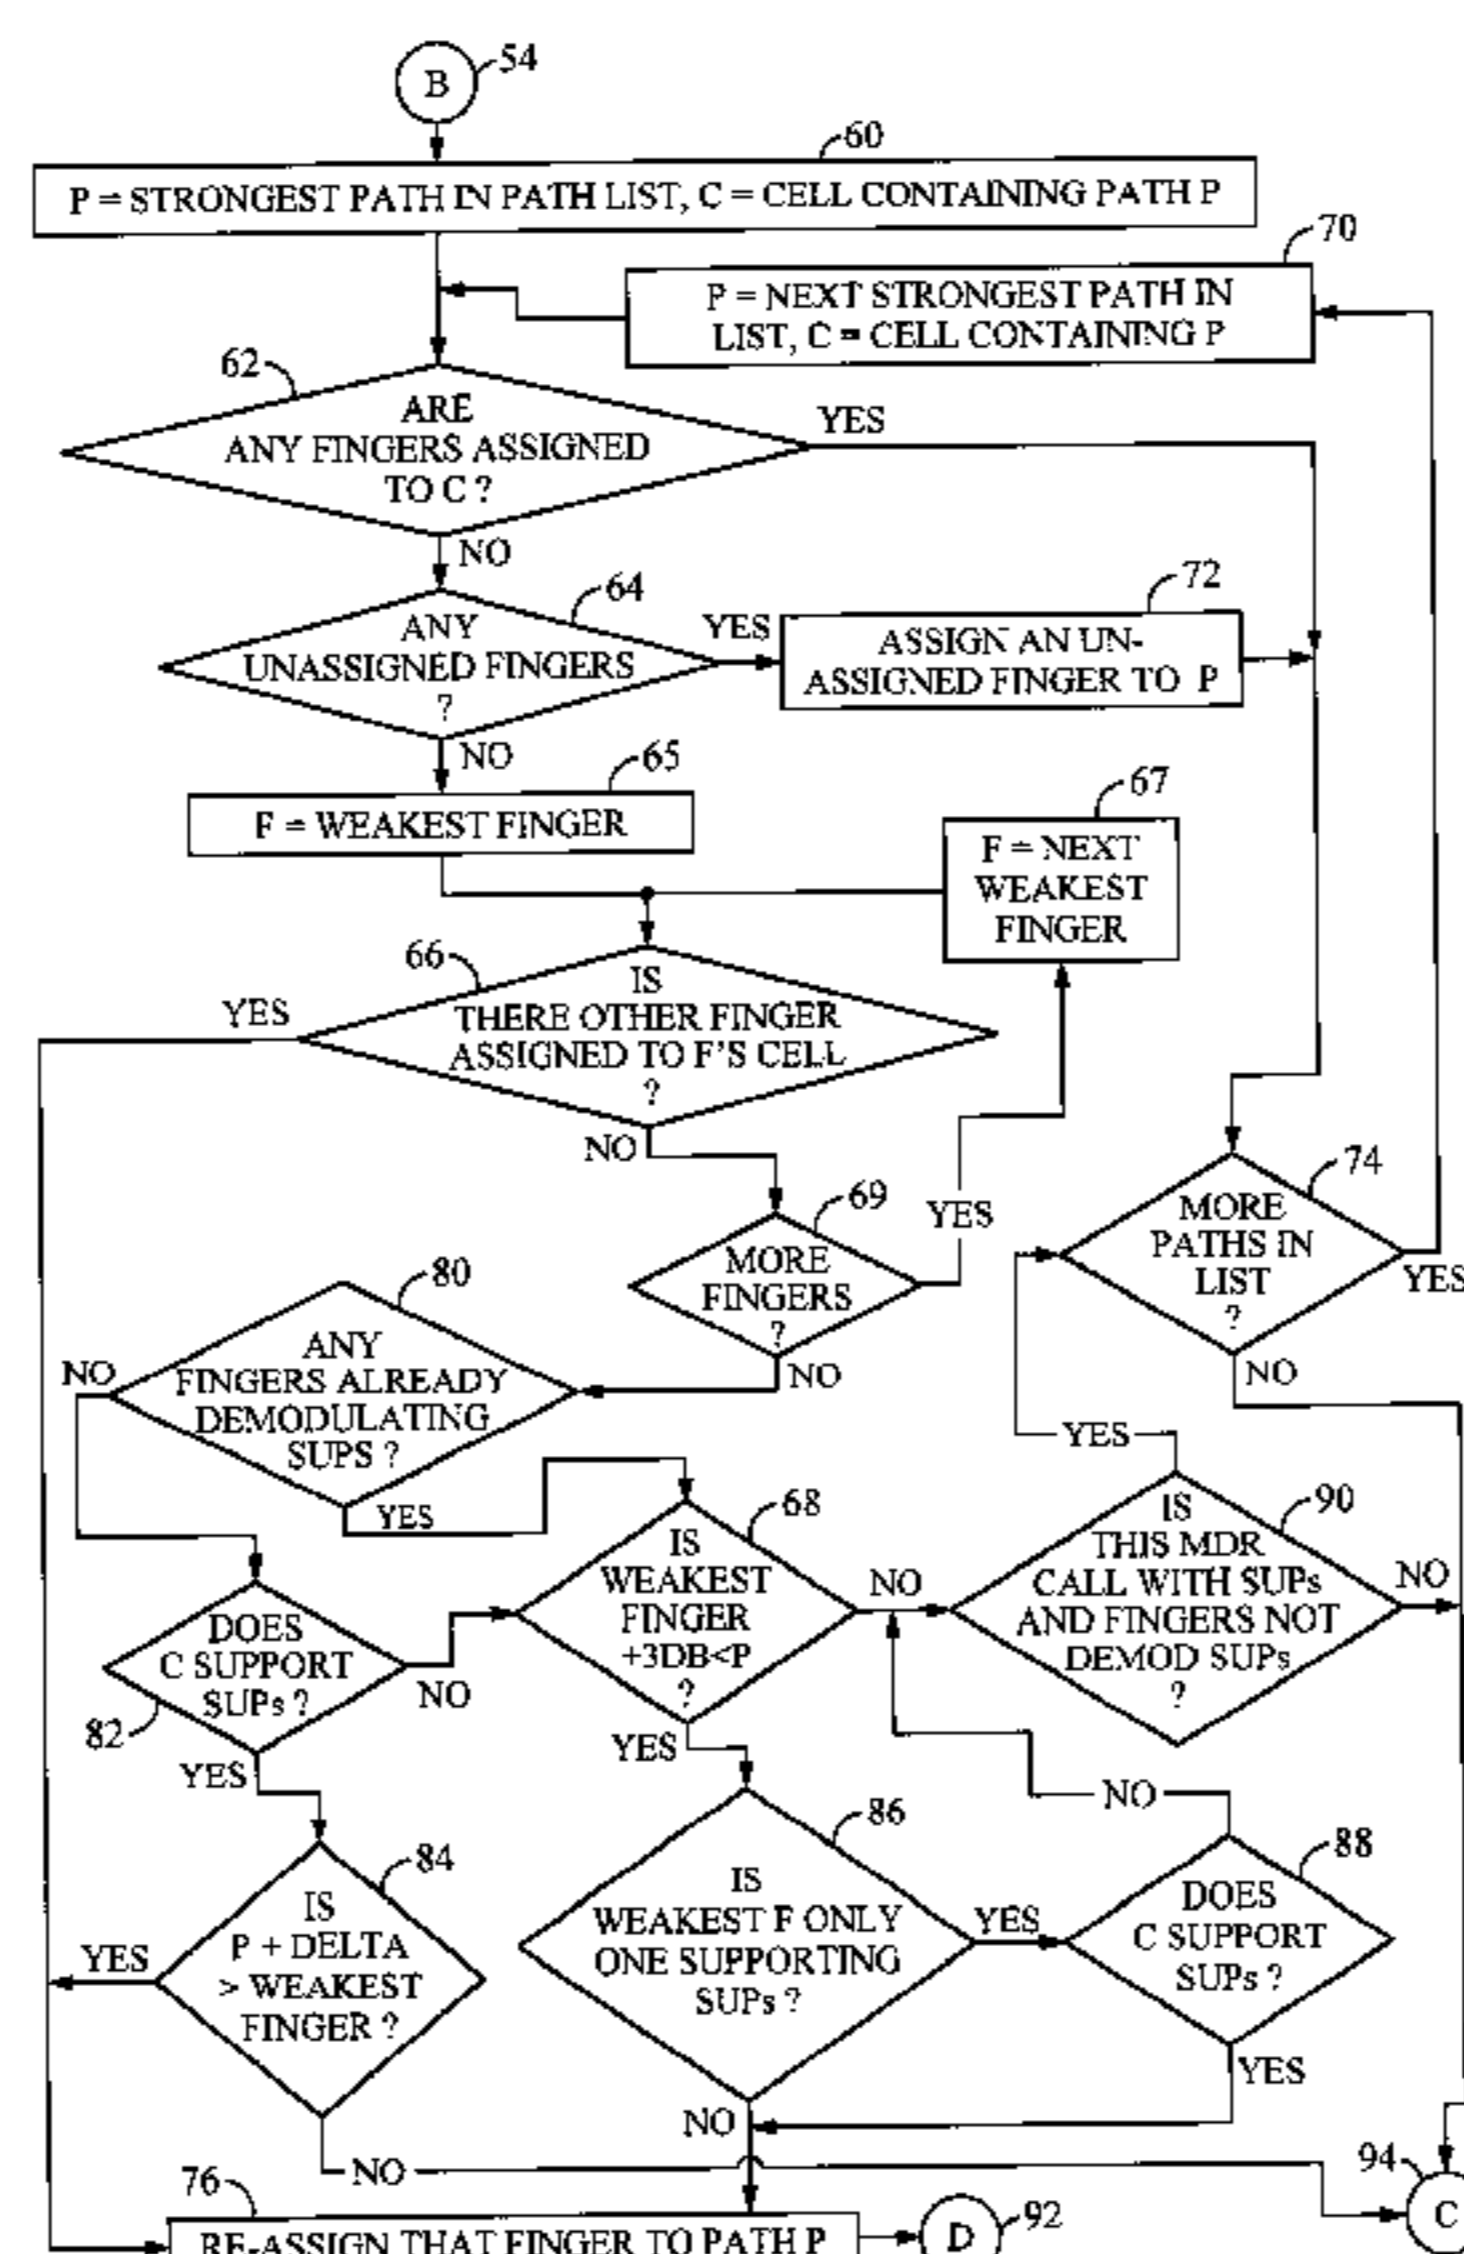 B
54
60
P = STRONGEST PATH IN PATH LIST, C = CELL CONTAINING PATH P
70
P = NEXT STRONGEST PATH IN
LIST, C = CELL CONTAINING P
62
ARE
ANY FINGERS ASSIGNED
TO C ?
YES
NO
64
ANY
UNASSIGNED FINGERS
?
YES
72
ASSIGN AN UN-
ASSIGNED FINGER TO P
NO
65
F = WEAKEST FINGER
67
F = NEXT
WEAKEST
FINGER
66
IS
THERE OTHER FINGER
ASSIGNED TO F'S CELL
?
YES
NO
69
MORE
FINGERS
?
YES
NO
74
MORE
PATHS IN
LIST
?
YES
NO
80
ANY
FINGERS ALREADY
DEMODULATING
SUPS ?
NO
YES
68
IS
WEAKEST
FINGER
+3DB<P
?
NO
YES
90
IS
THIS MDR
CALL WITH SUPs
AND FINGERS NOT
DEMOD SUPs
?
YES
NO
82
DOES
C SUPPORT
SUPs ?
NO
YES
84
IS
P + DELTA
> WEAKEST
FINGER ?
YES
NO
86
IS
WEAKEST F ONLY
ONE SUPPORTING
SUPs ?
YES
NO
88
DOES
C SUPPORT
SUPs ?
NO
YES
76
RE-ASSIGN THAT FINGER TO PATH P
D
92
94
C